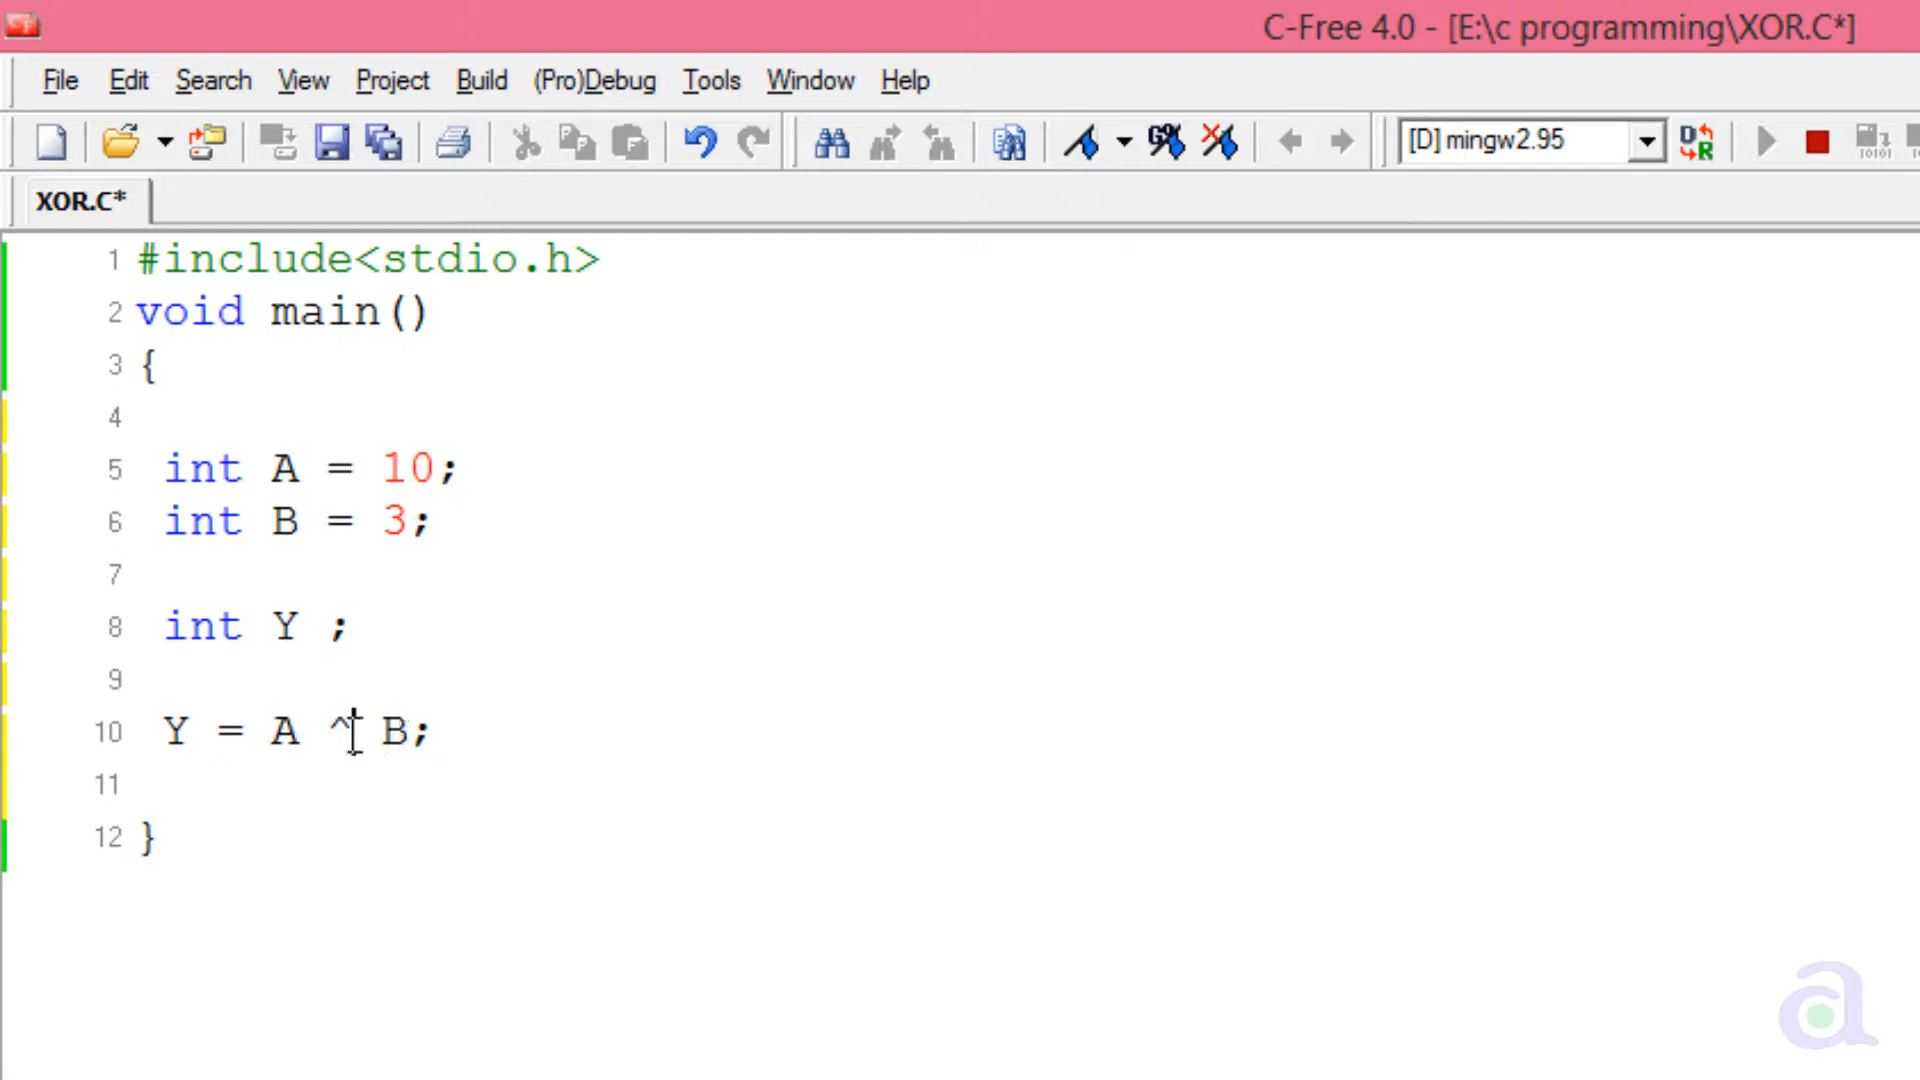 C-Free 4.0 - [E:\c programming\XOR.C*]
File Edit Search View Project Build (Pro)Debug Tools Window Help
[D] mingw2.95
XOR.C*
1 #include<stdio.h>
2 void main()
3 {
4
5 int A = 10;
6 int B = 3;
7
8 int Y ;
9
10 Y = A ^ B;
11
12 }
a